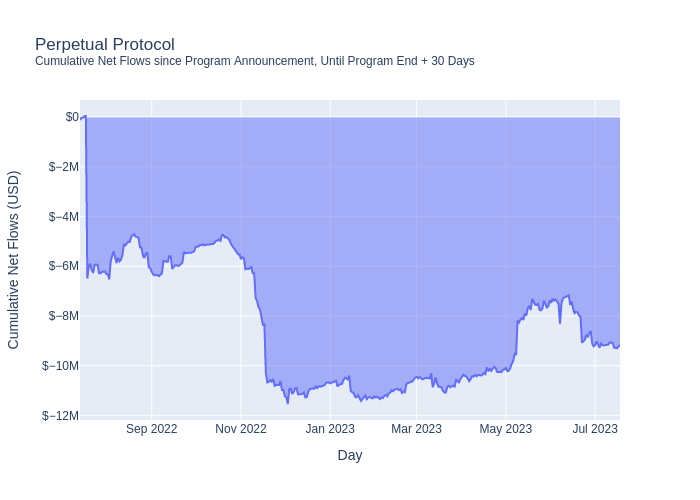 Perpetual Protocol
Cumulative Net Flows since Program Announcement, Until Program End + 30 Days
Cumulative Net Flows (USD)
$0
$−2M
$−4M
$−6M
$−8M
$−10M
$−12M
Sep 2022
Nov 2022
Jan 2023
Mar 2023
May 2023
Jul 2023
Day